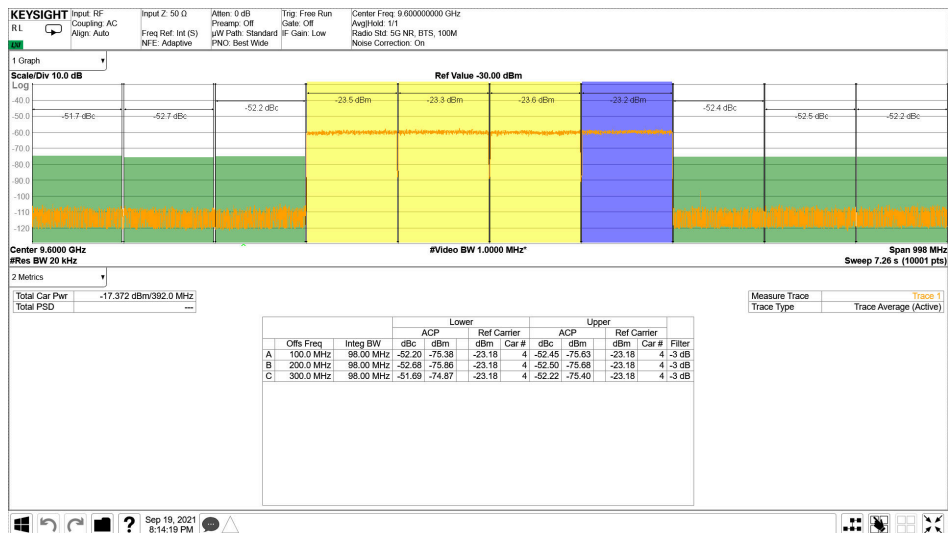 KEYSIGHT Input: RF Input Z: 50 Ω Atten: 0 dB Trig: Free Run Center Freq: 9.600000000 GHz
RL Coupling: AC Preamp: Off Gate: Off Avg|Hold: 1/1
Align: Auto Freq Ref: Int (S) µW Path: Standard IF Gain: Low Radio Std: 5G NR, BTS, 100M
NFE: Adaptive PNO: Best Wide Noise Correction: On
1 Graph
Scale/Div 10.0 dB Ref Value -30.00 dBm
Log
-40.0
-50.0
-60.0
-70.0
-80.0
-90.0
-100
-110
-120
-51.7 dBc -52.7 dBc -52.2 dBc -23.5 dBm -23.3 dBm -23.6 dBm -23.2 dBm -52.4 dBc -52.5 dBc -52.2 dBc
Center 9.6000 GHz #Video BW 1.0000 MHz* Span 998 MHz
#Res BW 20 kHz Sweep 7.26 s (10001 pts)
2 Metrics
Total Car Pwr -17.372 dBm/392.0 MHz Measure Trace Trace 1
Total PSD --- Trace Type Trace Average (Active)
Lower Upper
ACP Ref Carrier ACP Ref Carrier
Offs Freq Integ BW dBc dBm dBm Car # dBc dBm dBm Car # Filter
A 100.0 MHz 98.00 MHz -52.20 -75.38 -23.18 4 -52.45 -75.63 -23.18 4 -3 dB
B 200.0 MHz 98.00 MHz -52.68 -75.86 -23.18 4 -52.50 -75.68 -23.18 4 -3 dB
C 300.0 MHz 98.00 MHz -51.69 -74.87 -23.18 4 -52.22 -75.40 -23.18 4 -3 dB
? Sep 19, 2021
8:14:19 PM